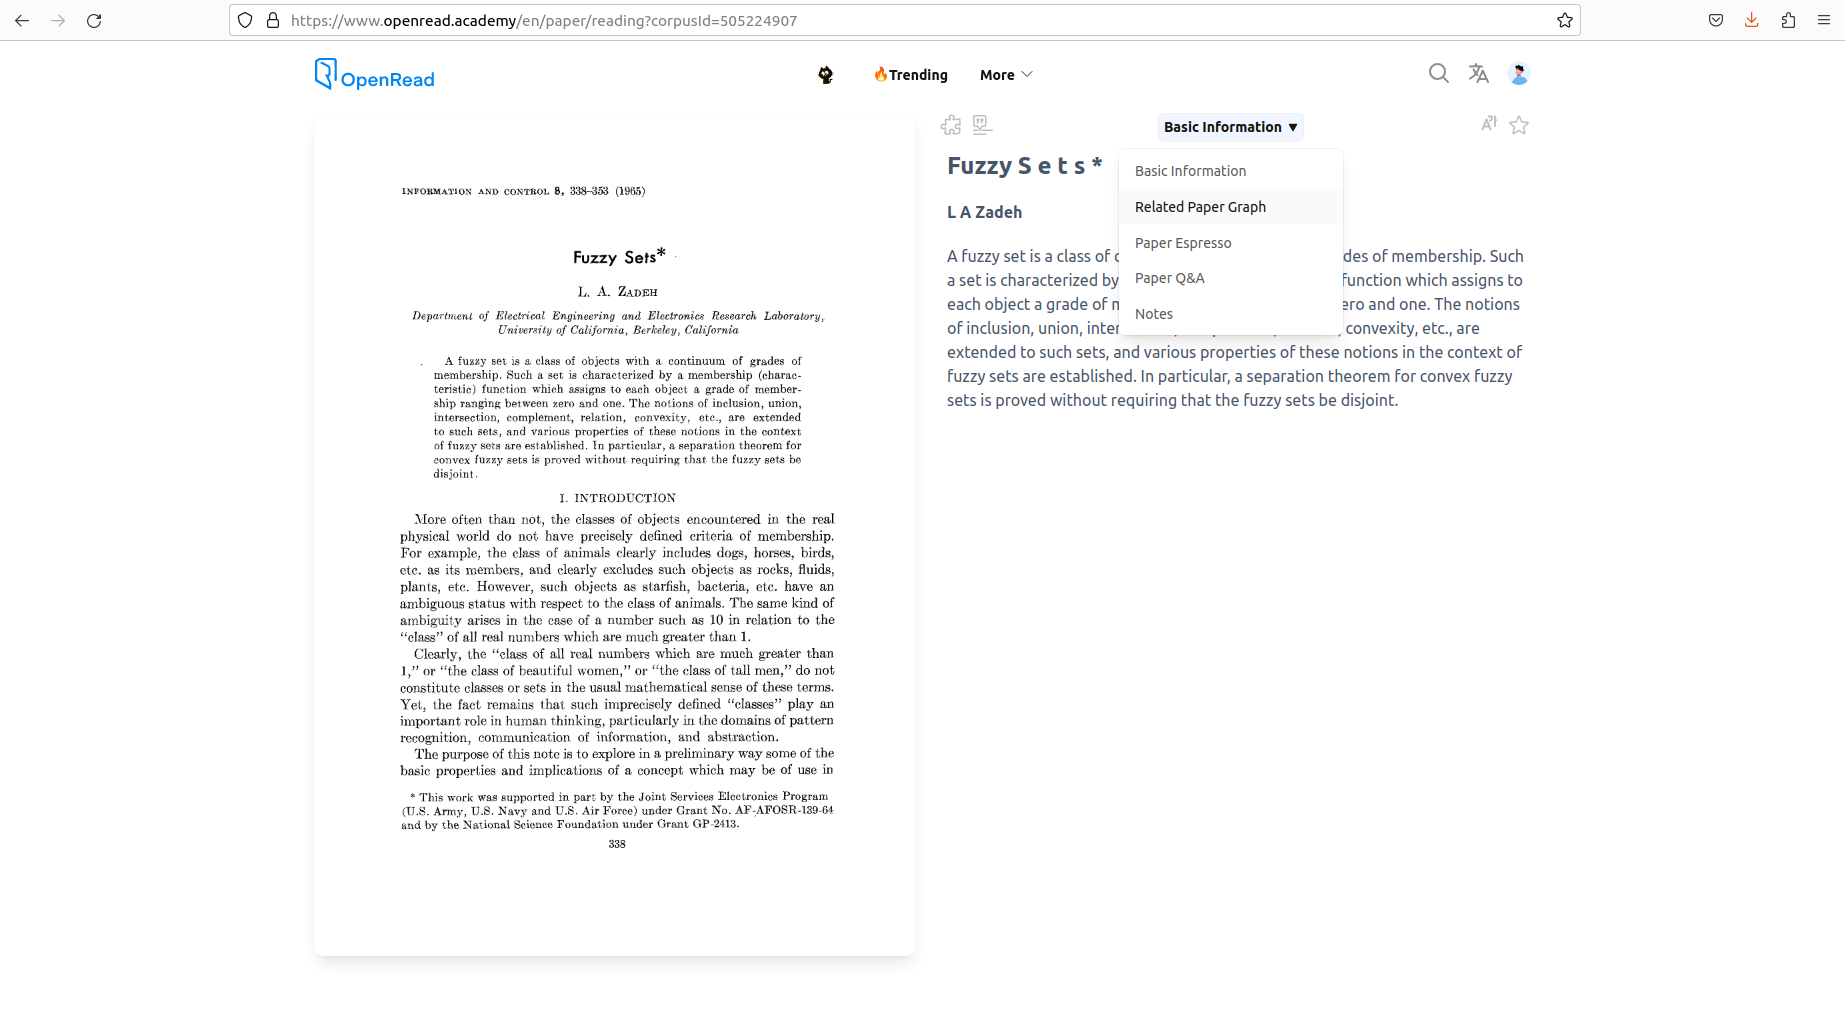 https://www.openread.academy/en/paper/reading?corpusId=505224907
OpenRead
🔥Trending
More
INFORMATION AND CONTROL 8, 338–353 (1965)
Fuzzy Sets*
L. A. ZADEH
Department of Electrical Engineering and Electronics Research Laboratory,
University of California, Berkeley, California
A fuzzy set is a class of objects with a continuum of grades of
membership. Such a set is characterized by a membership (charac-
teristic) function which assigns to each object a grade of member-
ship ranging between zero and one. The notions of inclusion, union,
intersection, complement, relation, convexity, etc., are extended
to such sets, and various properties of these notions in the context
of fuzzy sets are established. In particular, a separation theorem for
convex fuzzy sets is proved without requiring that the fuzzy sets be
disjoint.
I. INTRODUCTION
More often than not, the classes of objects encountered in the real
physical world do not have precisely defined criteria of membership.
For example, the class of animals clearly includes dogs, horses, birds,
etc. as its members, and clearly excludes such objects as rocks, fluids,
plants, etc. However, such objects as starfish, bacteria, etc. have an
ambiguous status with respect to the class of animals. The same kind of
ambiguity arises in the case of a number such as 10 in relation to the
“class” of all real numbers which are much greater than 1.
Clearly, the “class of all real numbers which are much greater than
1,” or “the class of beautiful women,” or “the class of tall men,” do not
constitute classes or sets in the usual mathematical sense of these terms.
Yet, the fact remains that such imprecisely defined “classes” play an
important role in human thinking, particularly in the domains of pattern
recognition, communication of information, and abstraction.
The purpose of this note is to explore in a preliminary way some of the
basic properties and implications of a concept which may be of use in
* This work was supported in part by the Joint Services Electronics Program
(U.S. Army, U.S. Navy and U.S. Air Force) under Grant No. AF-AFOSR-139-64
and by the National Science Foundation under Grant GP-2413.
338
Basic Information ▼
Basic Information
Related Paper Graph
Paper Espresso
Paper Q&A
Notes
Fuzzy S e t s *
L A Zadeh
A fuzzy set is a class of des of membership. Such
a set is characterized by function which assigns to
each object a grade of ero and one. The notions
of inclusion, union, inter , convexity, etc., are
extended to such sets, and various properties of these notions in the context of
fuzzy sets are established. In particular, a separation theorem for convex fuzzy
sets is proved without requiring that the fuzzy sets be disjoint.